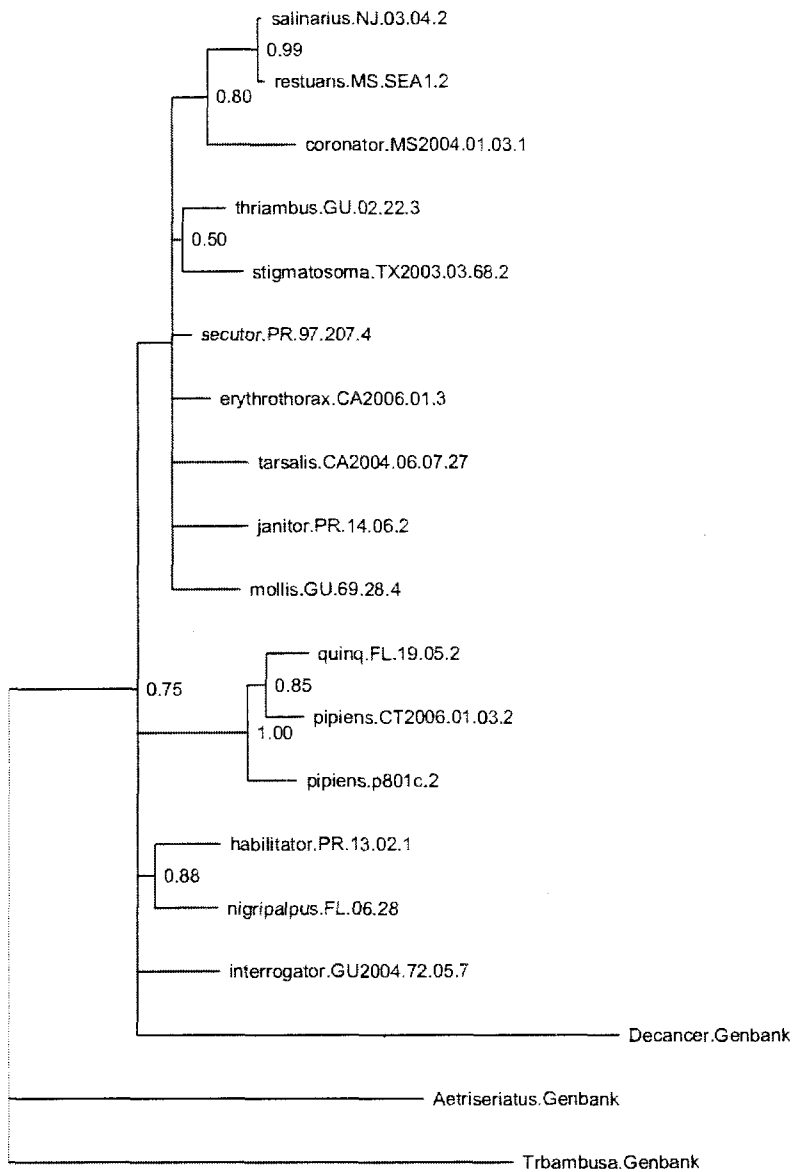 salinarius.NJ.03.04.2
0.99
restuans.MS.SEA1.2
0.80
coronator.MS2004.01.03.1
thriambus.GU.02.22.3
0.50
stigmatosoma.TX2003.03.68.2
secutor.PR.97.207.4
erythrothorax.CA2006.01.3
tarsalis.CA2004.06.07.27
janitor.PR.14.06.2
mollis.GU.69.28.4
quinq.FL.19.05.2
0.85
0.75
pipiens.CT2006.01.03.2
1.00
pipiens.p801c.2
habilitator.PR.13.02.1
0.88
nigripalpus.FL.06.28
interrogator.GU2004.72.05.7
Decancer.Genbank
Aetriseriatus.Genbank
Trbambusa.Genbank